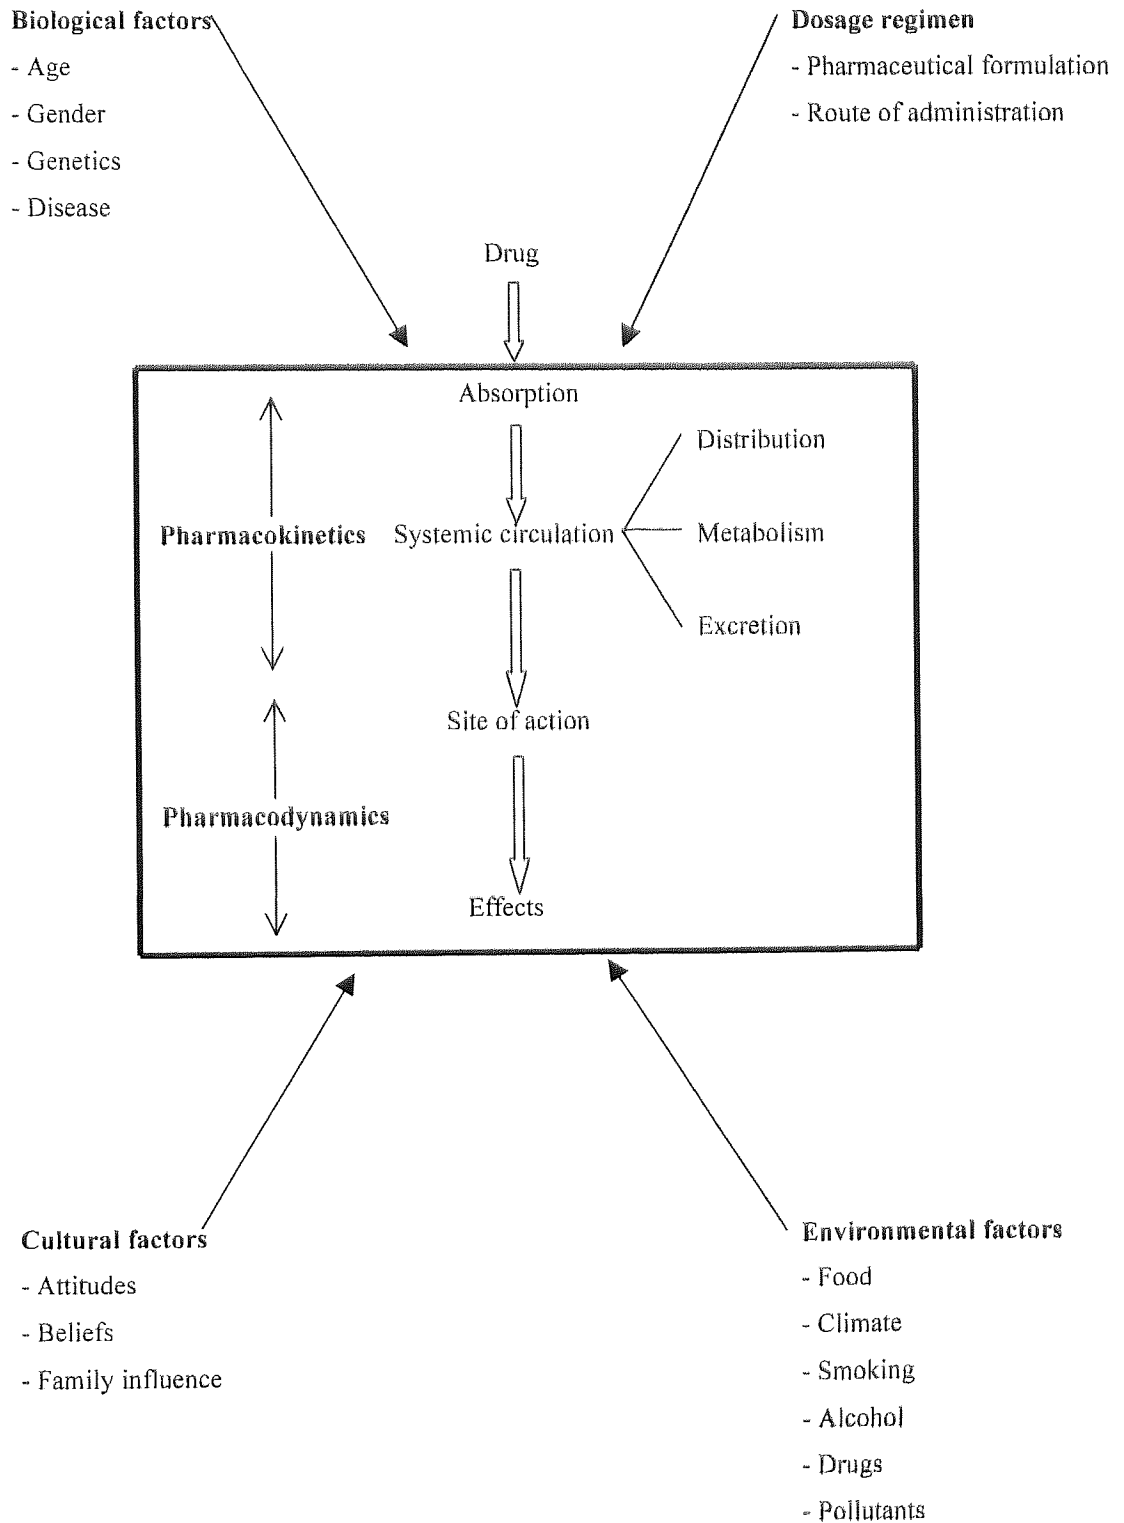 Biological factors
- Age
- Gender
- Genetics
- Disease
Dosage regimen
- Pharmaceutical formulation
- Route of administration
Drug
Absorption
Distribution
Pharmacokinetics
Systemic circulation
Metabolism
Excretion
Site of action
Pharmacodynamics
Effects
Cultural factors
- Attitudes
- Beliefs
- Family influence
Environmental factors
- Food
- Climate
- Smoking
- Alcohol
- Drugs
- Pollutants